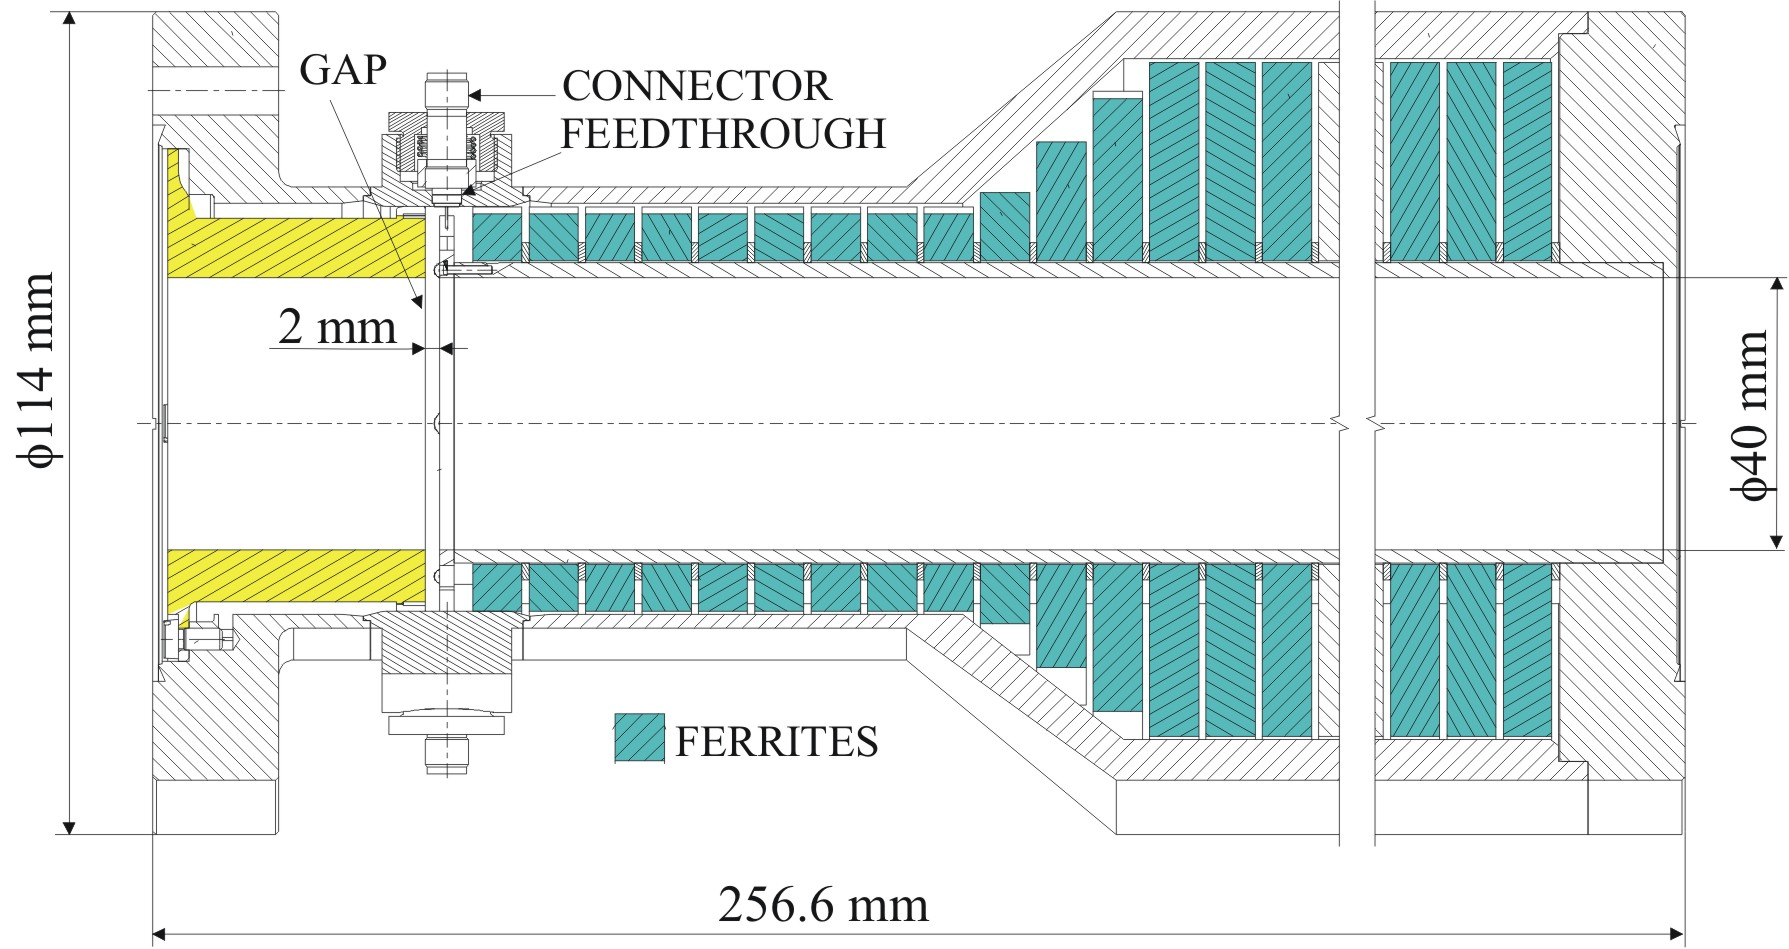 GAP
CONNECTOR
FEEDTHROUGH
2 mm
ϕ114 mm
ϕ40 mm
FERRITES
256.6 mm